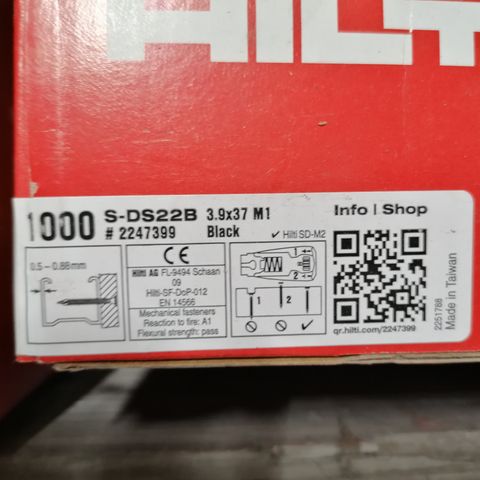 HILTI
1000 S-DS22B 3.9x37 M1
# 2247399 Black ✓ Hilti SD-M2
Info | Shop
0.5-0.88mm
CE
HILTI AG FL-9494 Schaan
09
Hilti-SF-DoP-012
EN 14566
Mechanical fasteners
Reaction to fire: A1
Flexural strength: pass
1
2
1 2
qr.hilti.com/2247399
2251788
Made in Taiwan